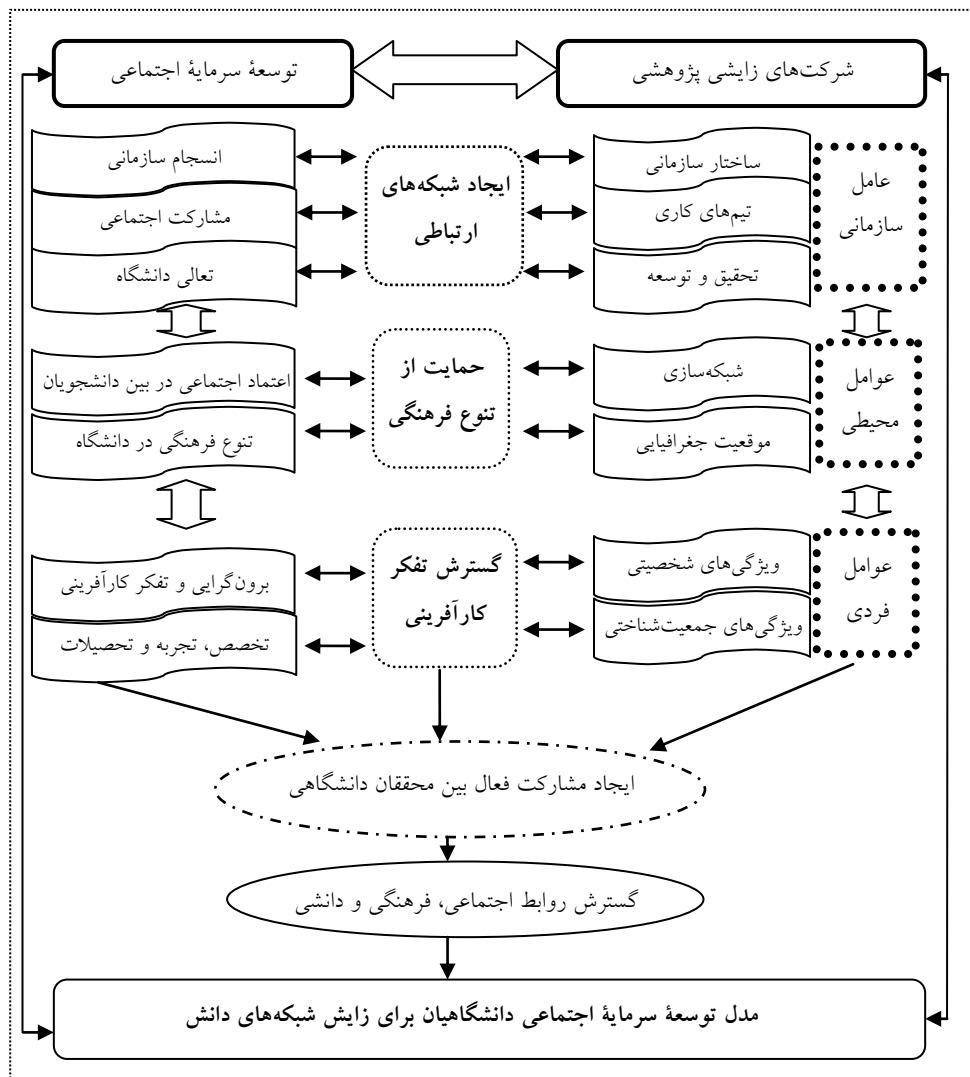 شرکت‌های زایشی پژوهشی
توسعهٔ سرمایهٔ اجتماعی
عامل
سازمانی
ساختار سازمانی
تیم‌های کاری
تحقیق و توسعه
ایجاد شبکه‌های
ارتباطی
انسجام سازمانی
مشارکت اجتماعی
تعالی دانشگاه
عوامل
محیطی
شبکه‌سازی
موقعیت جغرافیایی
حمایت از
تنوع فرهنگی
اعتماد اجتماعی در بین دانشجویان
تنوع فرهنگی در دانشگاه
عوامل
فردی
ویژگی‌های شخصیتی
ویژگی‌های جمعیت‌شناختی
گسترش تفکر
کارآفرینی
برون‌گرایی و تفکر کارآفرینی
تخصص، تجربه و تحصیلات
ایجاد مشارکت فعال بین محققان دانشگاهی
گسترش روابط اجتماعی، فرهنگی و دانشی
مدل توسعهٔ سرمایهٔ اجتماعی دانشگاهیان برای زایش شبکه‌های دانش